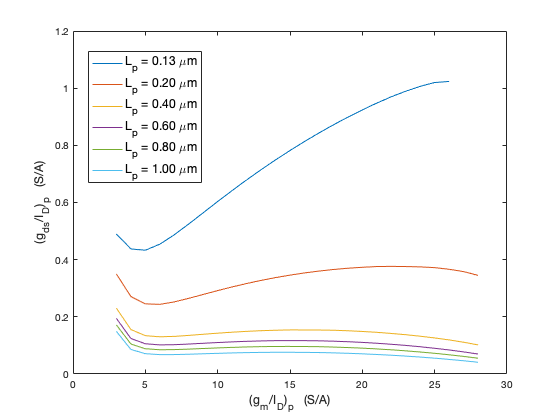 1.2
1
0.8
0.6
0.4
0.2
0
(g_ds/I_D)_p (S/A)
L_p = 0.13 μm
L_p = 0.20 μm
L_p = 0.40 μm
L_p = 0.60 μm
L_p = 0.80 μm
L_p = 1.00 μm
0 5 10 15 20 25 30
(g_m/I_D)_p (S/A)